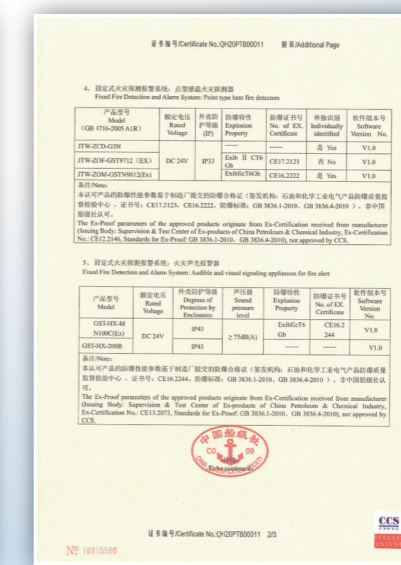 证书编号/Certificate No.:QH20PTB00011 附页/Additional Page
4、固定式火灾探测报警系统：点型感温火灾探测器
Fixed Fire Detection and Alarm System: Point type heat fire detectors
产品型号 Model (GB 4716-2005 A1R) 额定电压 Rated Voltage 外壳防护等级 (IP) 防爆特性 Explosion Property 防爆证书号 No. of EX. Certificate 单独识别 Individually identified 软件版本号 Software Version No.
JTW-ZCD-G3N DC 24V IP33 —— —— 是 Yes V1.0
JTW-ZOF-GST9712（EX） Exib II CT6 Gb CE17.2123 否 No V1.0
JTW-ZOM-GSTN9812(Ex) ExibIICT6Gb CE16.2222 是 Yes V1.0
备注/Note:
本认可产品的防爆性能参数基于制造厂提交的防爆合格证（签发机构：石油和化学工业电气产品防爆质量监
督检验中心，证书号：CE17.2123、CE16.2222，防爆标准：GB 3836.1-2010、GB 3836.4-2010），非中国
船级社认可。
The Ex-Proof parameters of the approved products originate from Ex-Certification received from manufacturer
(Issuing Body: Supervision & Test Center of Ex-products of China Petroleum & Chemical Industry, Ex-Certification
No.: CE12.2146, Standards for Ex-Proof: GB 3836.1-2010、GB 3836.4-2010), not approved by CCS.
5、固定式火灾探测报警系统：火灾声光警报器
Fixed Fire Detection and Alarm System: Audible and visual signaling appliances for fire alert
产品型号 Model 额定电压 Rated Voltage 外壳防护等级 Degrees of Protection by Enclosures 声压级 Sound pressure level 防爆特性 Explosion Property 防爆证书号 No. of EX. Certificate 软件版本号 Software Version No.
GST-HX-M N100C(Ex) DC 24V IP43 ≥75dB(A) ExibIIcT6 Gb CE16.2 244 V1.0
GST-HX-200B IP43 —— —— V1.0
备注/Note:
本认可产品的防爆性能参数基于制造厂提交的防爆合格证（签发机构：石油和化学工业电气产品防爆质量
监督检验中心，证书号：CE16.2244，防爆标准：GB 3836.1-2010、GB 3836.4-2010），非中国船级社认
可。
The Ex-Proof parameters of the approved products originate from Ex-Certification received from manufacturer
(Issuing Body: Supervision & Test Center of Ex-products of China Petroleum & Chemical Industry,
Ex-Certification No.: CE13.2073, Standards for Ex-Proof: GB 3836.1-2010、GB 3836.4-2010), not approved by
CCS.
中国船级社
CO 09
To be continued
证书编号/Certificate No.:QH20PTB00011 2/3
CCS
Nº 18915588